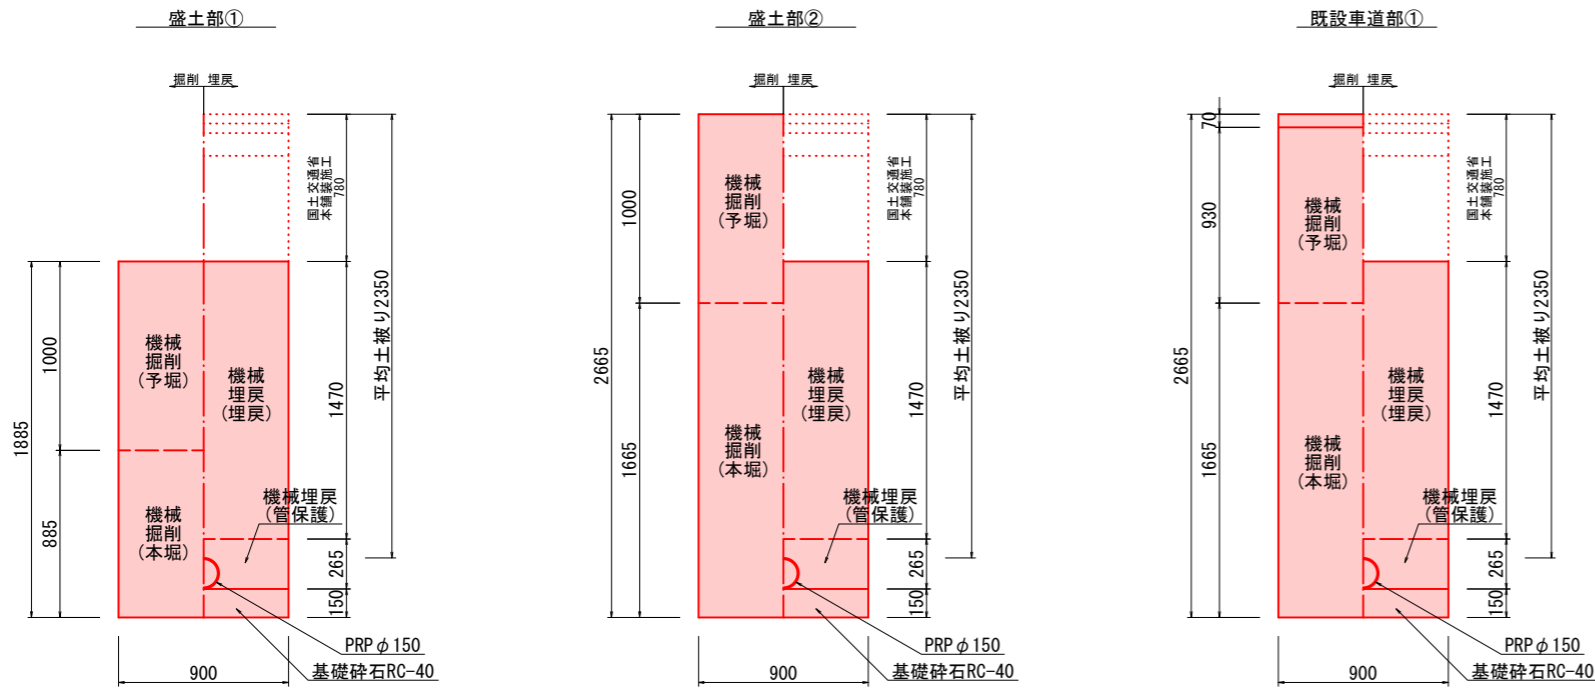 盛土部①
掘削 埋戻
国土交通省
本舗装施工
780
1885
1000
885
機械
掘削
(予堀)
機械
掘削
(本堀)
機械
埋戻
(埋戻)
機械埋戻
(管保護)
1470
265
150
平均土被り2350
PRPφ150
基礎砕石RC-40
900
盛土部②
掘削 埋戻
国土交通省
本舗装施工
780
2665
1000
1665
機械
掘削
(予堀)
機械
掘削
(本堀)
機械
埋戻
(埋戻)
機械埋戻
(管保護)
1470
265
150
平均土被り2350
PRPφ150
基礎砕石RC-40
900
既設車道部①
掘削 埋戻
国土交通省
本舗装施工
780
2665
70
930
1665
機械
掘削
(予堀)
機械
掘削
(本堀)
機械
埋戻
(埋戻)
機械埋戻
(管保護)
1470
265
150
平均土被り2350
PRPφ150
基礎砕石RC-40
900